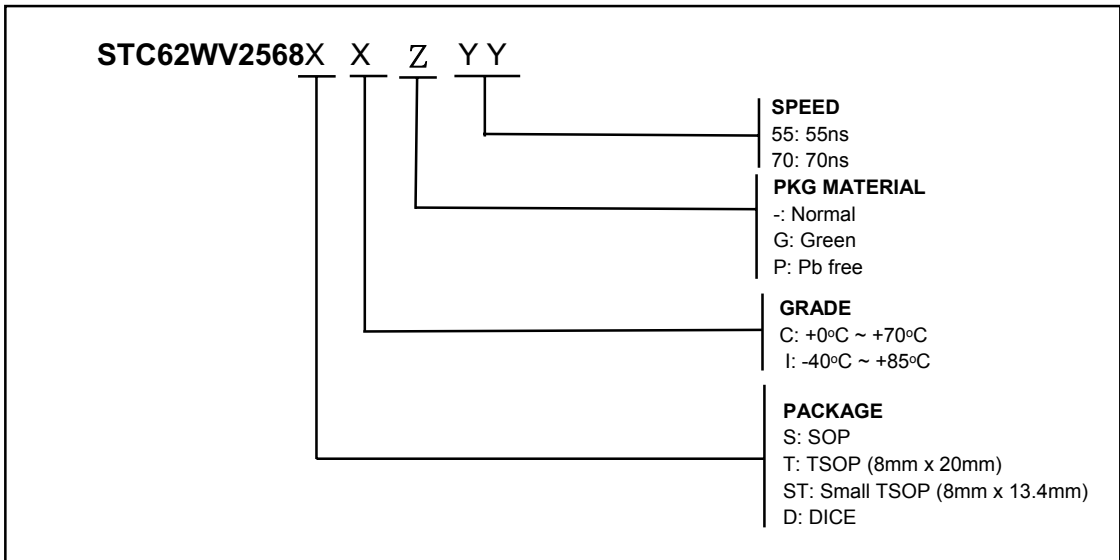 STC62WV2568X X Z Y Y
SPEED
55: 55ns
70: 70ns
PKG MATERIAL
-: Normal
G: Green
P: Pb free
GRADE
C: +0ºC ~ +70ºC
I: -40ºC ~ +85ºC
PACKAGE
S: SOP
T: TSOP (8mm x 20mm)
ST: Small TSOP (8mm x 13.4mm)
D: DICE